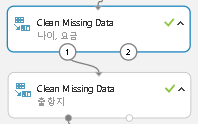 Clean Missing Data
나이, 요금
1
2
Clean Missing Data
출항지